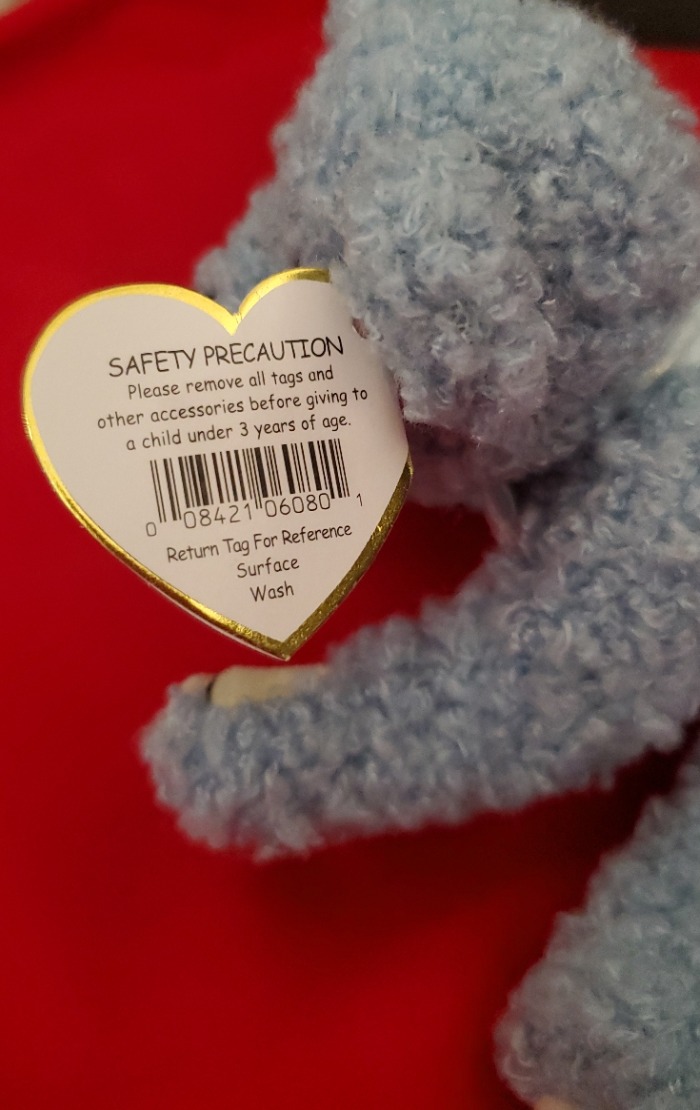 SAFETY PRECAUTION
Please remove all tags and
other accessories before giving to
a child under 3 years of age.
0 08421 06080 1
Return Tag For Reference
Surface
Wash